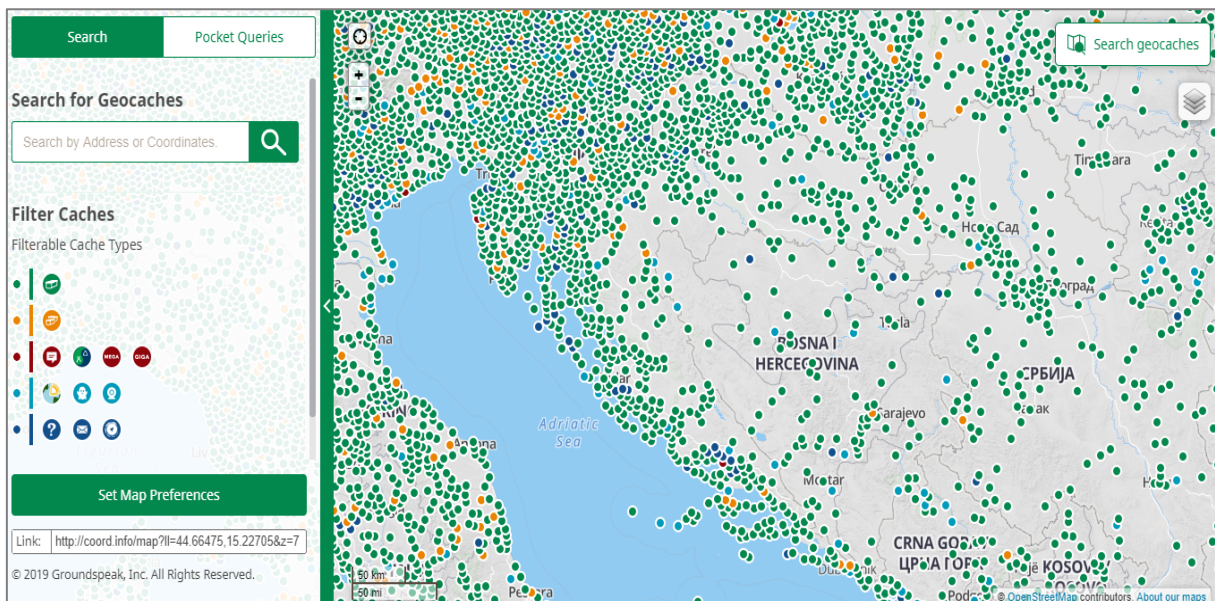 Search
Pocket Queries
Search for Geocaches
Search by Address or Coordinates.
Filter Caches
Filterable Cache Types
MEGA
GIGA
Set Map Preferences
Link: http://coord.info/map?ll=44.66475,15.22705&z=7
© 2019 Groundspeak, Inc. All Rights Reserved.
+
-
Search geocaches
Нови Сад
BOSNA I
HERCEGOVINA
СРБИЈА
Sarajevo
Adriatic
Sea
Mostar
CRNA GORA
ЦРНА ГОРА
50 km
50 mi
© OpenStreetMap contributors, About our maps